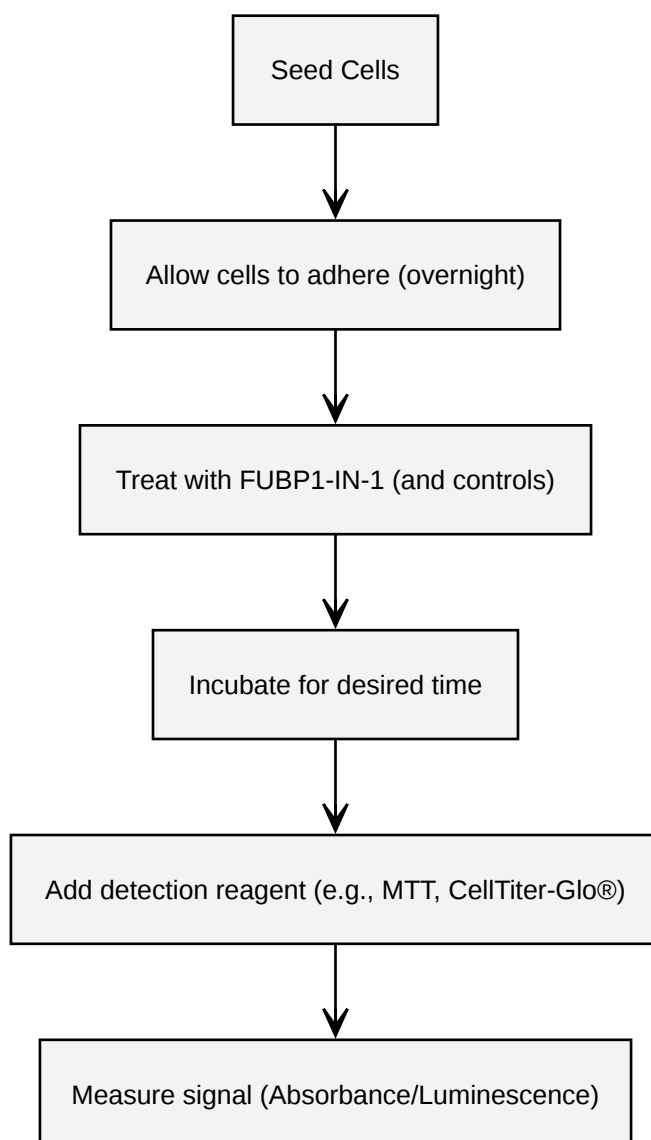 Seed Cells
Allow cells to adhere (overnight)
Treat with FUBP1-IN-1 (and controls)
Incubate for desired time
Add detection reagent (e.g., MTT, CellTiter-Glo®)
Measure signal (Absorbance/Luminescence)